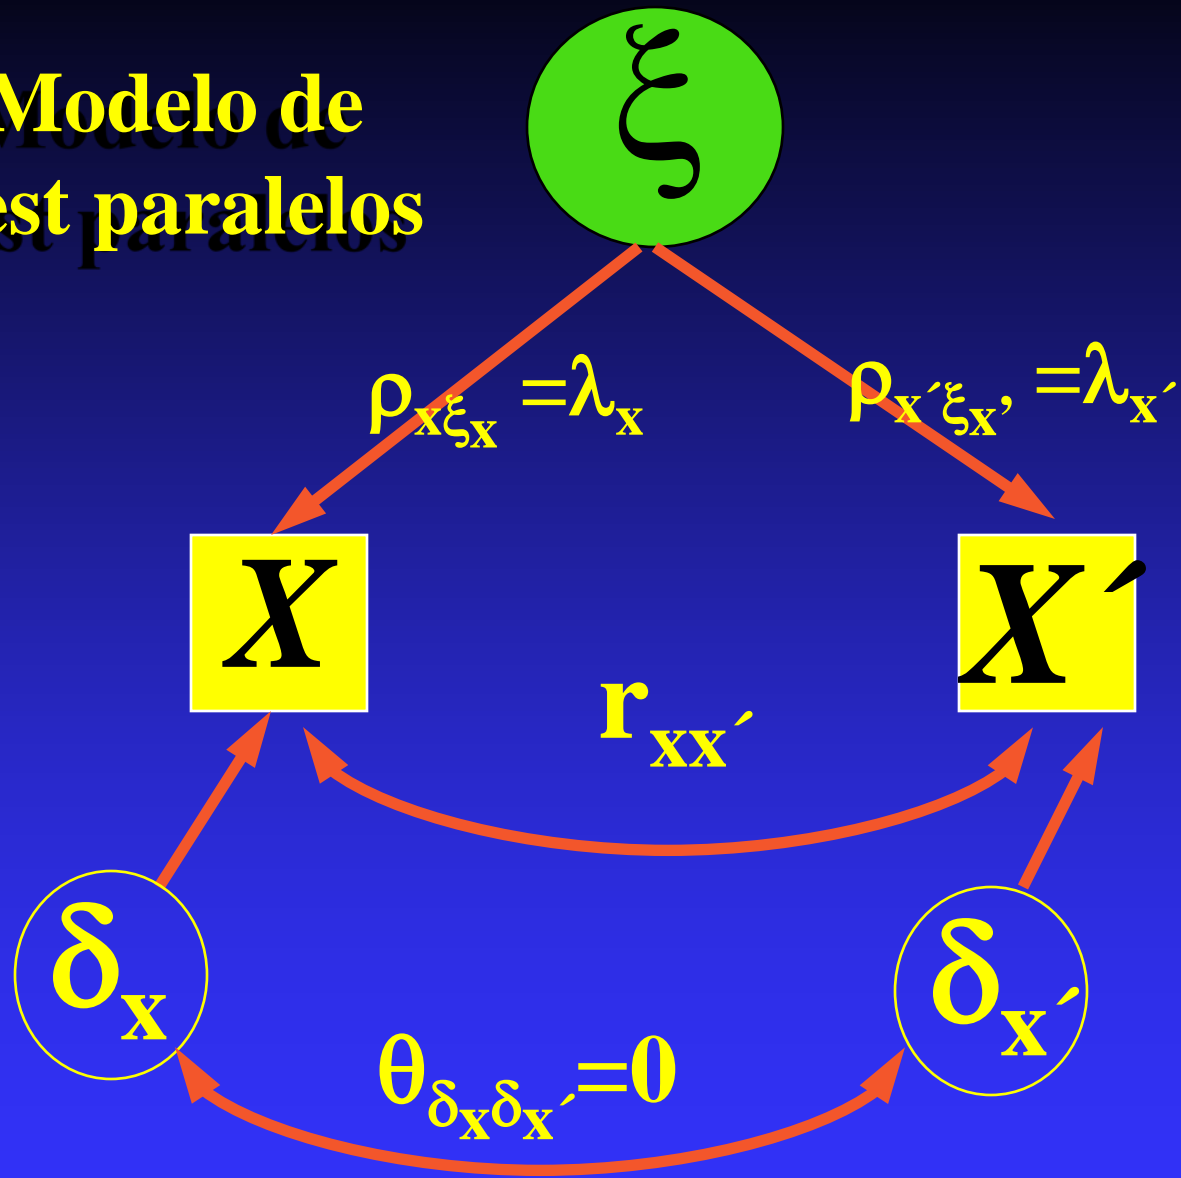 Modelo de
est paralelos
ξ
ρxξx =λx
ρx´ξx, =λx´
X
X´
rxx´
δx
δx´
θδxδx´=0